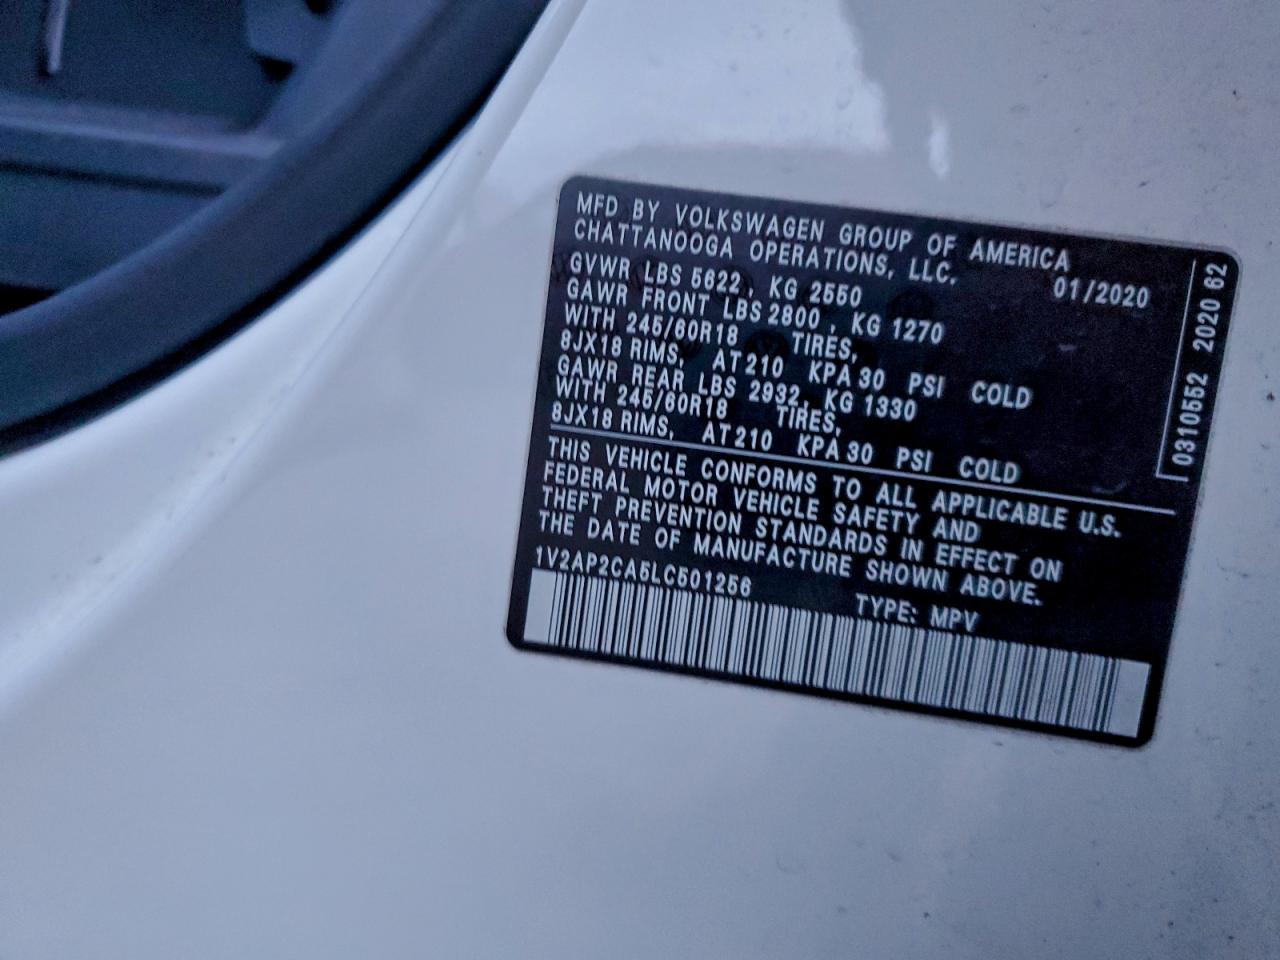 MFD BY VOLKSWAGEN GROUP OF AMERICA
CHATTANOOGA OPERATIONS, LLC. 01/2020
GVWR LBS 5622, KG 2550
GAWR FRONT LBS 2800, KG 1270
WITH 245/60R18 TIRES,
8JX18 RIMS, AT 210 KPA 30 PSI COLD
GAWR REAR LBS 2932, KG 1330
WITH 245/60R18 TIRES,
8JX18 RIMS, AT 210 KPA 30 PSI COLD
THIS VEHICLE CONFORMS TO ALL APPLICABLE U.S.
FEDERAL MOTOR VEHICLE SAFETY AND
THEFT PREVENTION STANDARDS IN EFFECT ON
THE DATE OF MANUFACTURE SHOWN ABOVE.
1V2AP2CA5LC501256 TYPE: MPV
0310552 2020 62